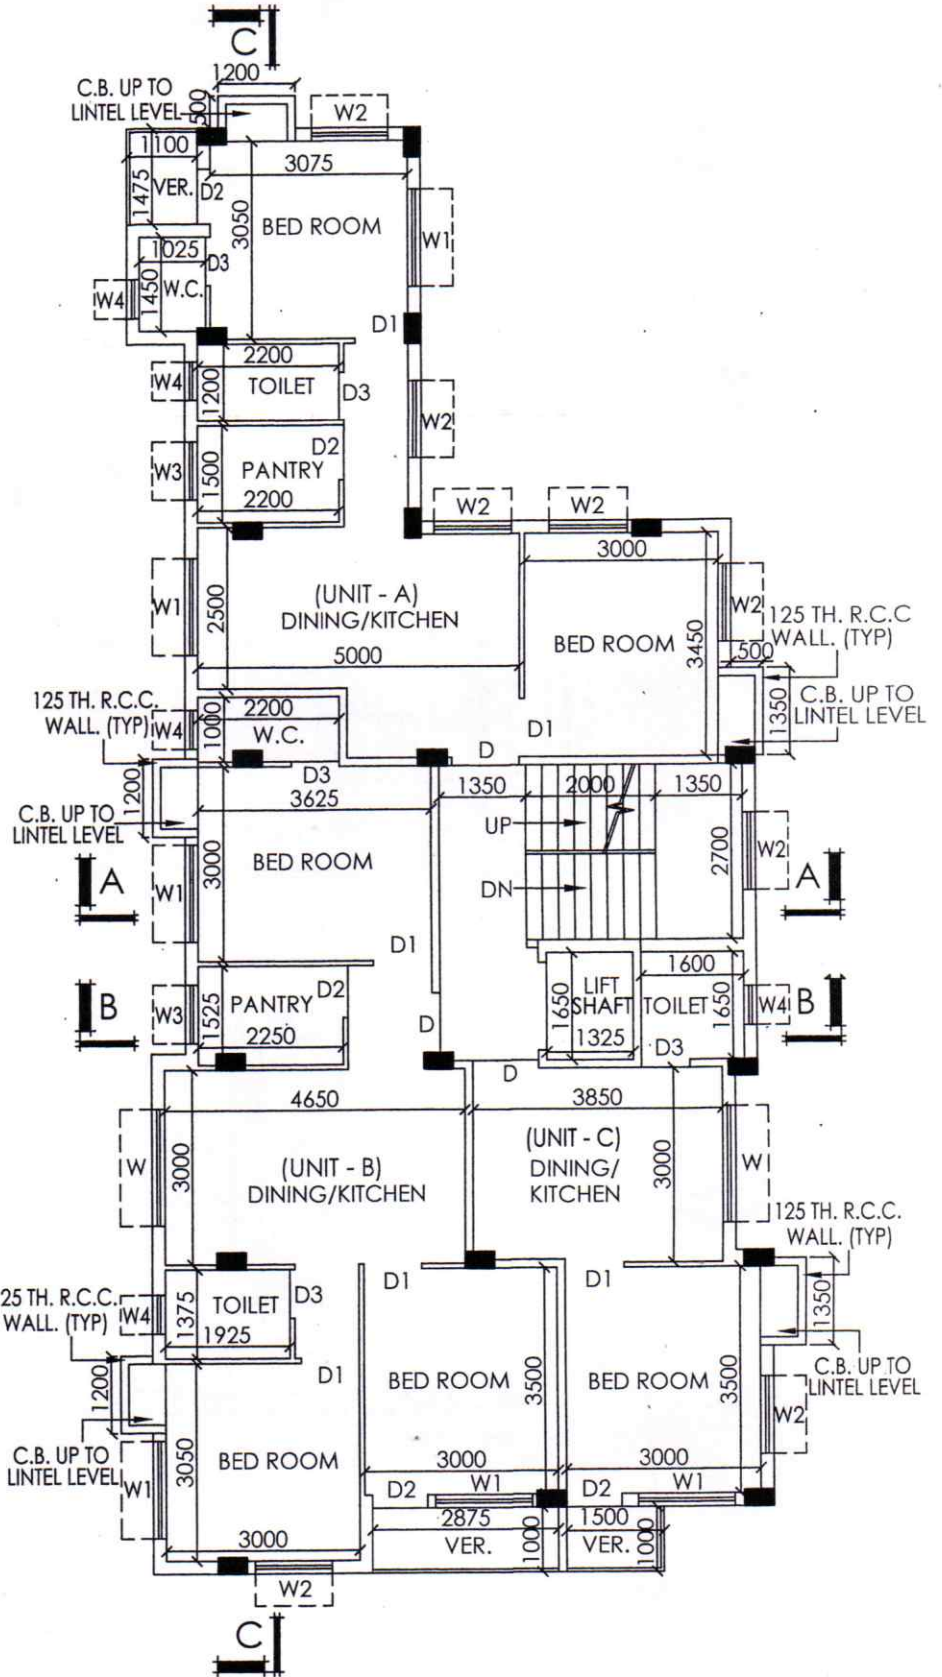 C
1200
C.B. UP TO
LINTEL LEVEL
500
W2
1100
3075
1475
VER.
D2
3050
BED ROOM
W1
1025
D3
1450
W.C.
W4
D1
2200
W4
1200
TOILET
D3
W2
D2
W3
1500
PANTRY
2200
W2
W2
3000
W1
2500
(UNIT - A)
DINING/KITCHEN
W2
125 TH. R.C.C
WALL. (TYP)
BED ROOM
3450
5000
500
1350
C.B. UP TO
LINTEL LEVEL
125 TH. R.C.C.
WALL. (TYP)
W4
1000
2200
W.C.
D1
D
D3
1200
3625
1350
2000
1350
C.B. UP TO
LINTEL LEVEL
UP
3000
BED ROOM
2700
W2
A
W1
DN
A
D1
1600
B
W3
1525
PANTRY
D2
2250
D
1650
LIFT
SHAFT
1325
TOILET
1650
W4
B
D3
D
4650
3850
W
3000
(UNIT - B)
DINING/KITCHEN
(UNIT - C)
DINING/
KITCHEN
3000
W
125 TH. R.C.C.
WALL. (TYP)
D1
D1
25 TH. R.C.C.
WALL. (TYP)
W4
1375
TOILET
D3
1925
1350
D1
1200
BED ROOM
3500
BED ROOM
3500
C.B. UP TO
LINTEL LEVEL
W2
C.B. UP TO
LINTEL LEVEL
W1
3050
BED ROOM
3000
3000
D2
W1
D2
W1
2875
1500
3000
VER.
1000
VER.
1000
W2
C